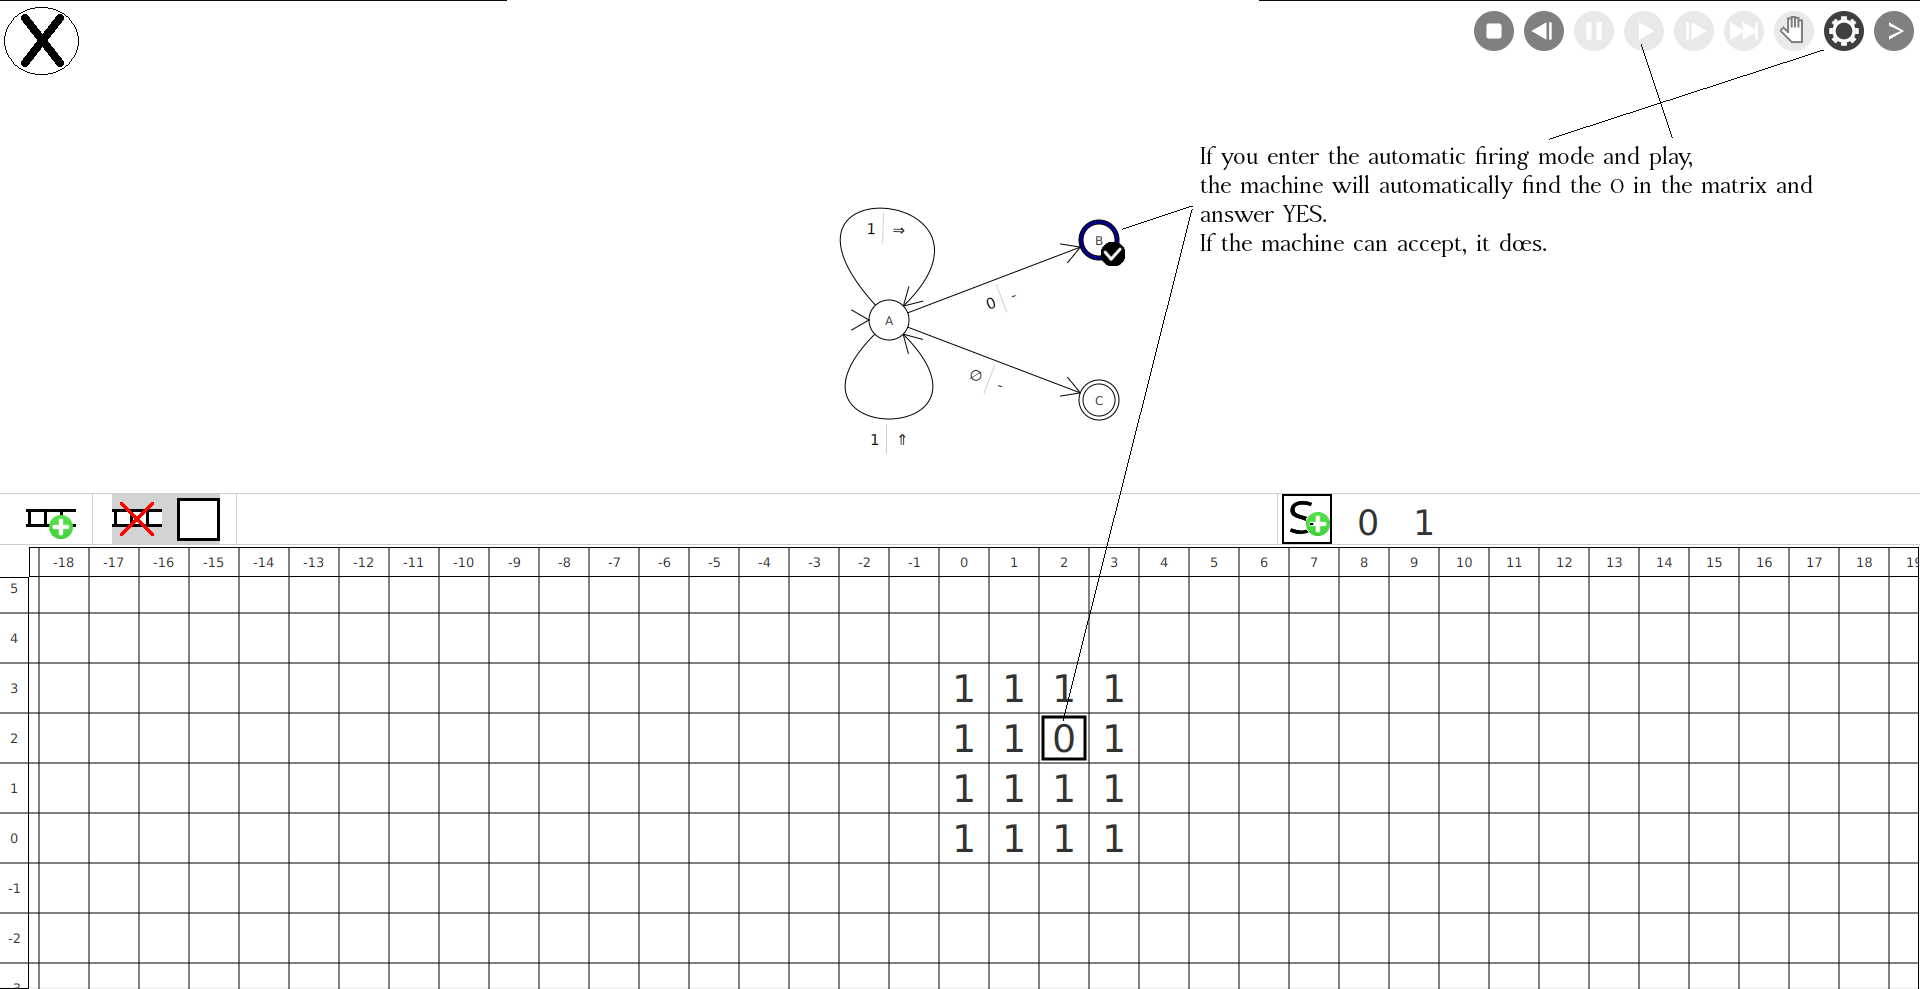 If you enter the automatic firing mode and play,
the machine will automatically find the 0 in the matrix and
answer YES.
If the machine can accept, it does.
1 ⇒
B
0 -
A
∅ -
C
1 ⇑
S 0 1
-18 -17 -16 -15 -14 -13 -12 -11 -10 -9 -8 -7 -6 -5 -4 -3 -2 -1 0 1 2 3 4 5 6 7 8 9 10 11 12 13 14 15 16 17 18 19
5
4
3 1 1 1 1
2 1 1 0 1
1 1 1 1 1
0 1 1 1 1
-1
-2